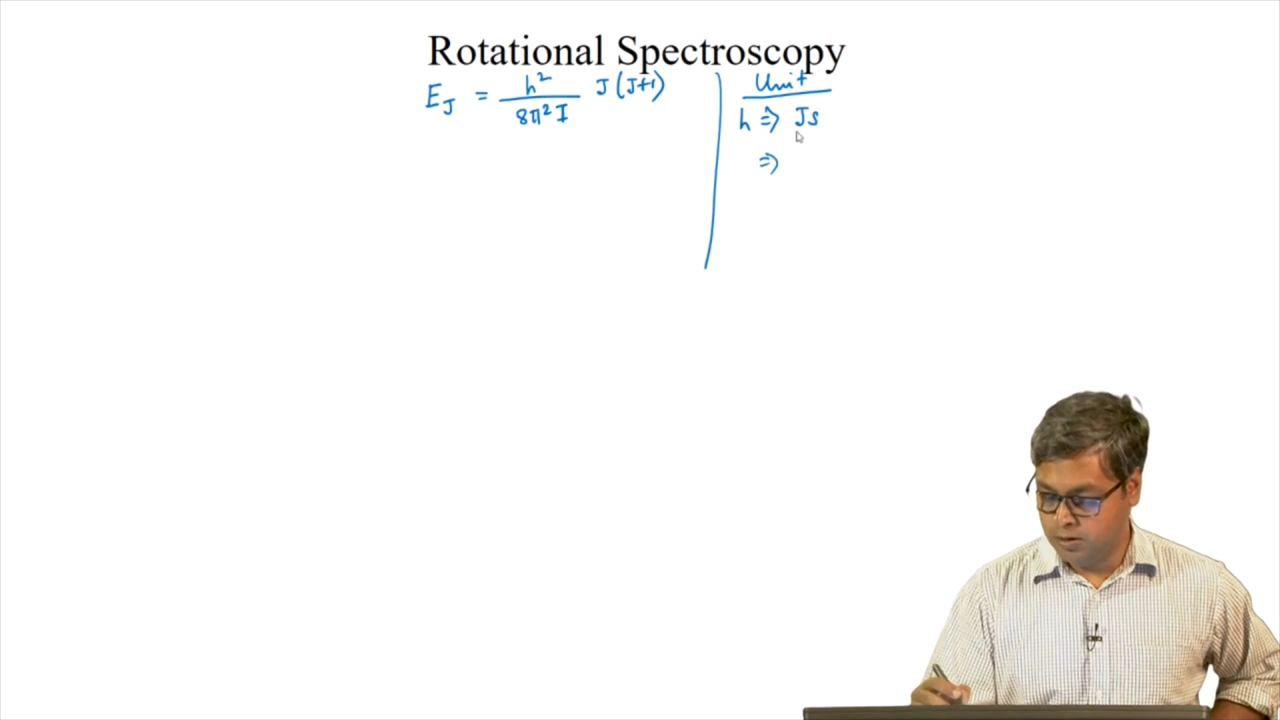 Rotational Spectroscopy
E_J = h² / 8π²I J(J+1)
Unit
h ⇒ Js
⇒